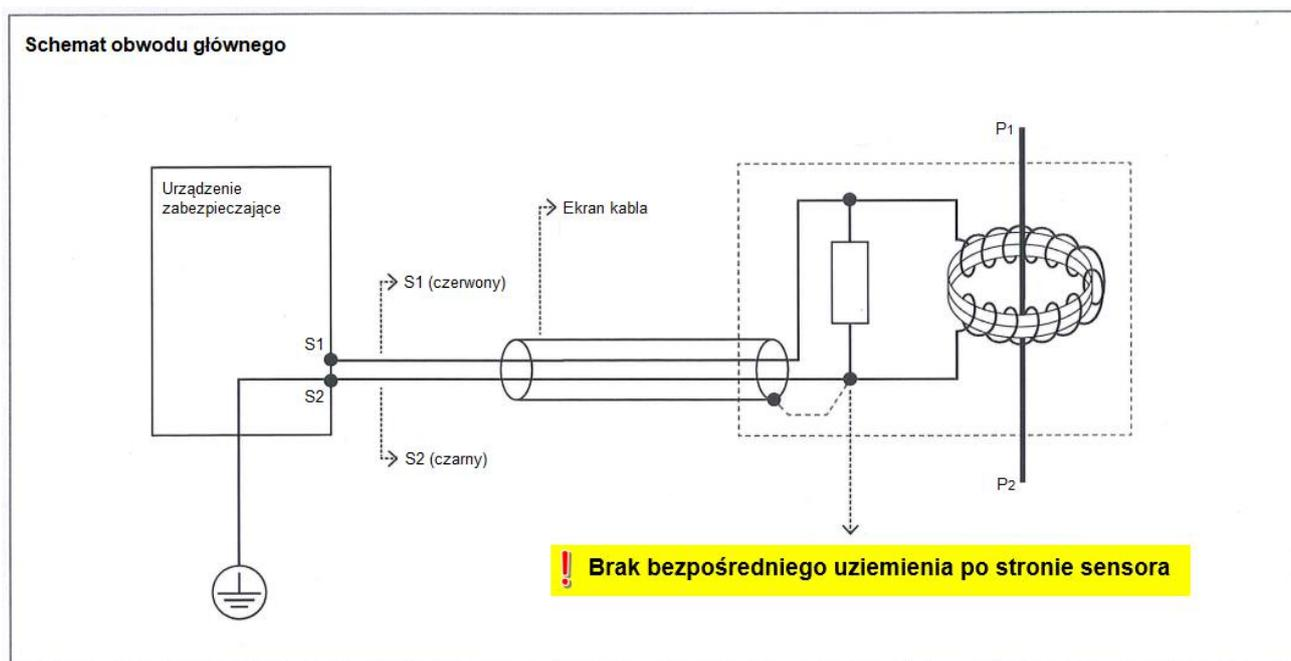 Schemat obwodu głównego
P1
Urządzenie
zabezpieczające
Ekran kabla
S1 (czerwony)
S1
S2
S2 (czarny)
P2
! Brak bezpośredniego uziemienia po stronie sensora